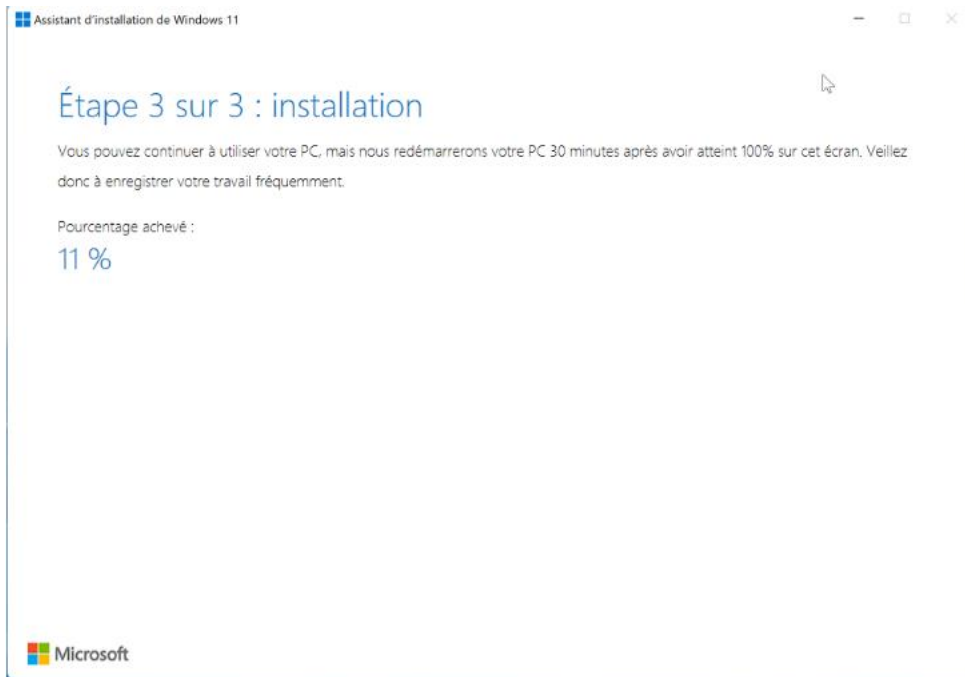 Assistant d'installation de Windows 11
Étape 3 sur 3 : installation
Vous pouvez continuer à utiliser votre PC, mais nous redémarrerons votre PC 30 minutes après avoir atteint 100% sur cet écran. Veillez
donc à enregistrer votre travail fréquemment.
Pourcentage achevé :
11 %
Microsoft